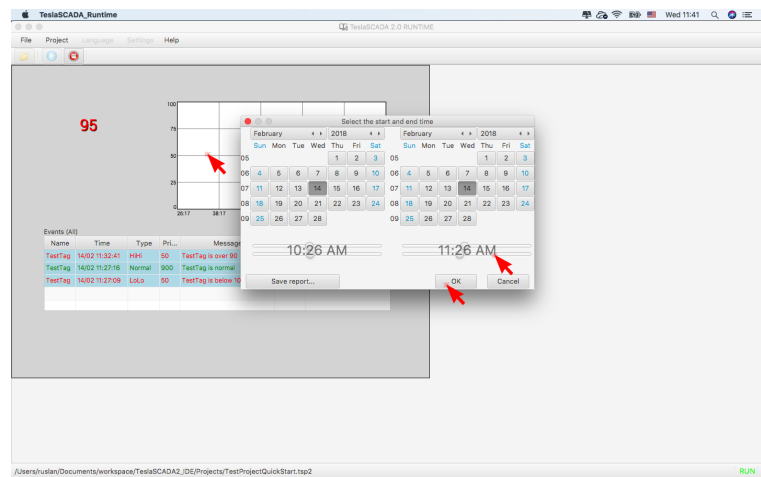 TeslaSCADA_Runtime
Wed 11:41
TeslaSCADA 2.0 RUNTIME
File Project Language Settings Help
95
100
75
50
25
0
26:17 38:17
Select the start and end time
February 2018 February 2018
Sun Mon Tue Wed Thu Fri Sat Sun Mon Tue Wed Thu Fri Sat
05 1 2 3 05 1 2 3
06 4 5 6 7 8 9 10 06 4 5 6 7 8 9 10
07 11 12 13 14 15 16 17 07 11 12 13 14 15 16 17
08 18 19 20 21 22 23 24 08 18 19 20 21 22 23 24
09 25 26 27 28 09 25 26 27 28
10:26 AM 11:26 AM
Save report... OK Cancel
Events (All)
Name Time Type Pri... Message
TestTag 14/02 11:32:41 HiHi 50 TestTag is over 90
TestTag 14/02 11:27:16 Normal 900 TestTag is normal
TestTag 14/02 11:27:09 LoLo 50 TestTag is below 10
/Users/ruslan/Documents/workspace/TeslaSCADA2_IDE/Projects/TestProjectQuickStart.tsp2
RUN